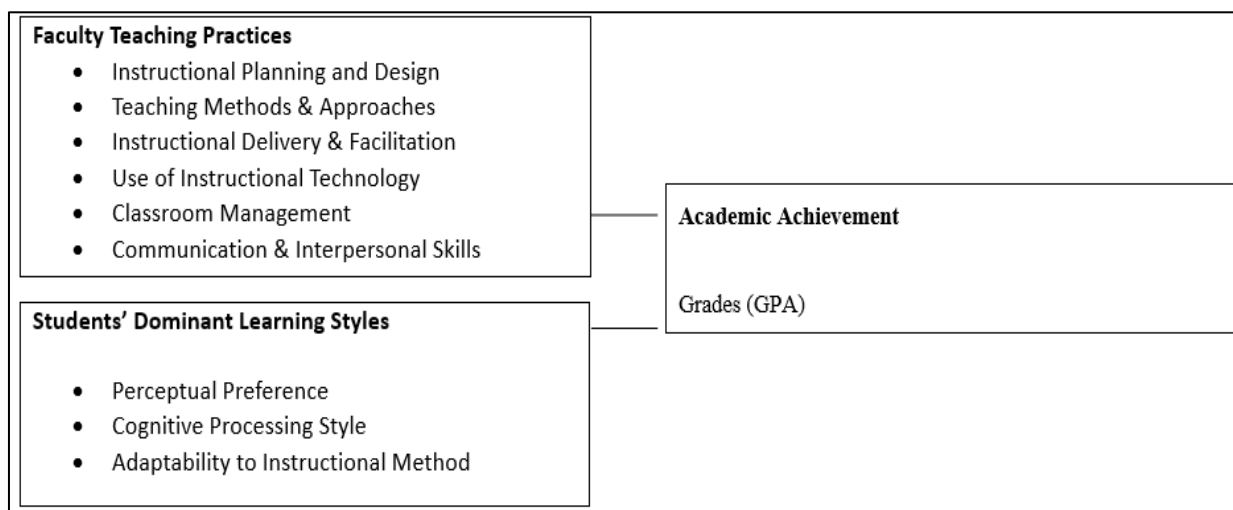 Faculty Teaching Practices
• Instructional Planning and Design
• Teaching Methods & Approaches
• Instructional Delivery & Facilitation
• Use of Instructional Technology
• Classroom Management
• Communication & Interpersonal Skills
Students’ Dominant Learning Styles
• Perceptual Preference
• Cognitive Processing Style
• Adaptability to Instructional Method
Academic Achievement
Grades (GPA)